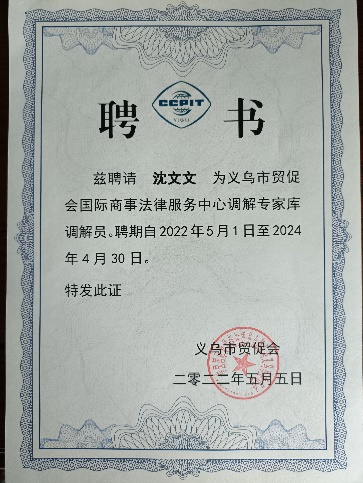 CCPIT
YIWU
聘书
兹聘请 沈文文 为义乌市贸促
会国际商事法律服务中心调解专家库
调解员。聘期自2022年5月1日至2024
年4月30日。
特发此证
义乌市贸促会
二零二二年五月五日